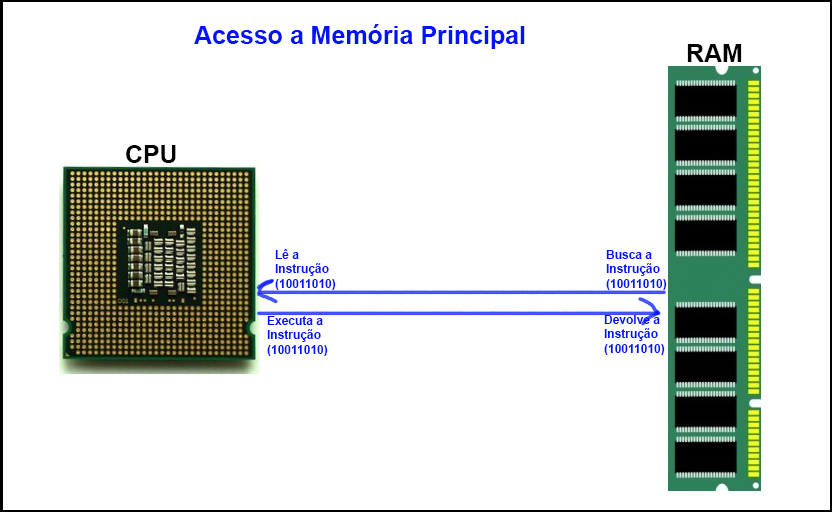 Acesso a Memória Principal
RAM
CPU
Lê a
Instrução
(10011010)
Busca a
Instrução
(10011010)
Executa a
Instrução
(10011010)
Devolve a
Instrução
(10011010)